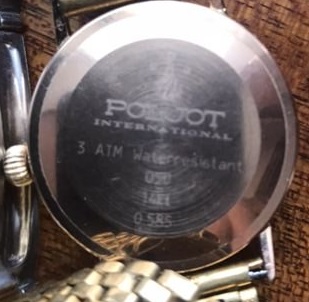 POLJOT
INTERNATIONAL
3 ATM Waterresistant
0.585